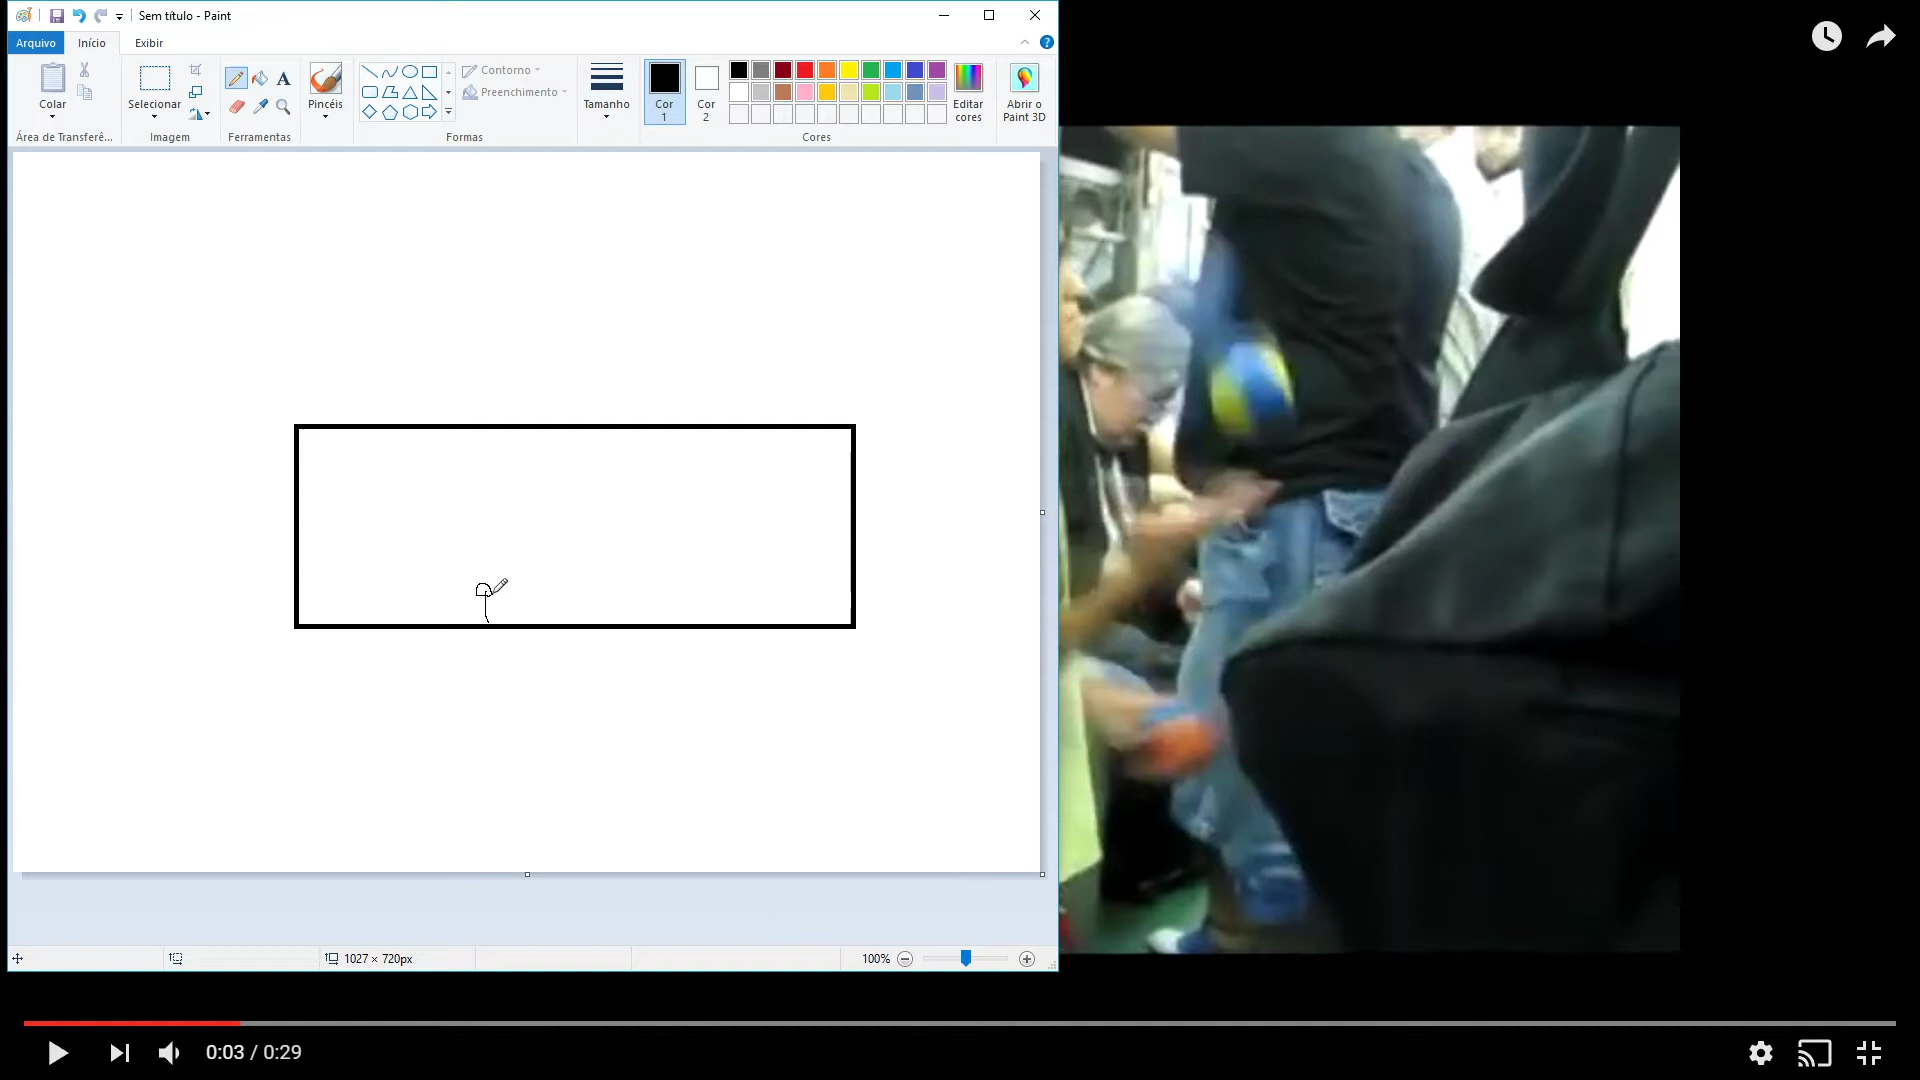 Sem título - Paint
Arquivo Início Exibir
Colar
Selecionar
A
Pincéis
Contorno
Preenchimento
Tamanho
Cor 1
Cor 2
Editar cores
Abrir o Paint 3D
Área de Transferê... Imagem Ferramentas Formas Cores
1027 × 720px 100%
0:03 / 0:29